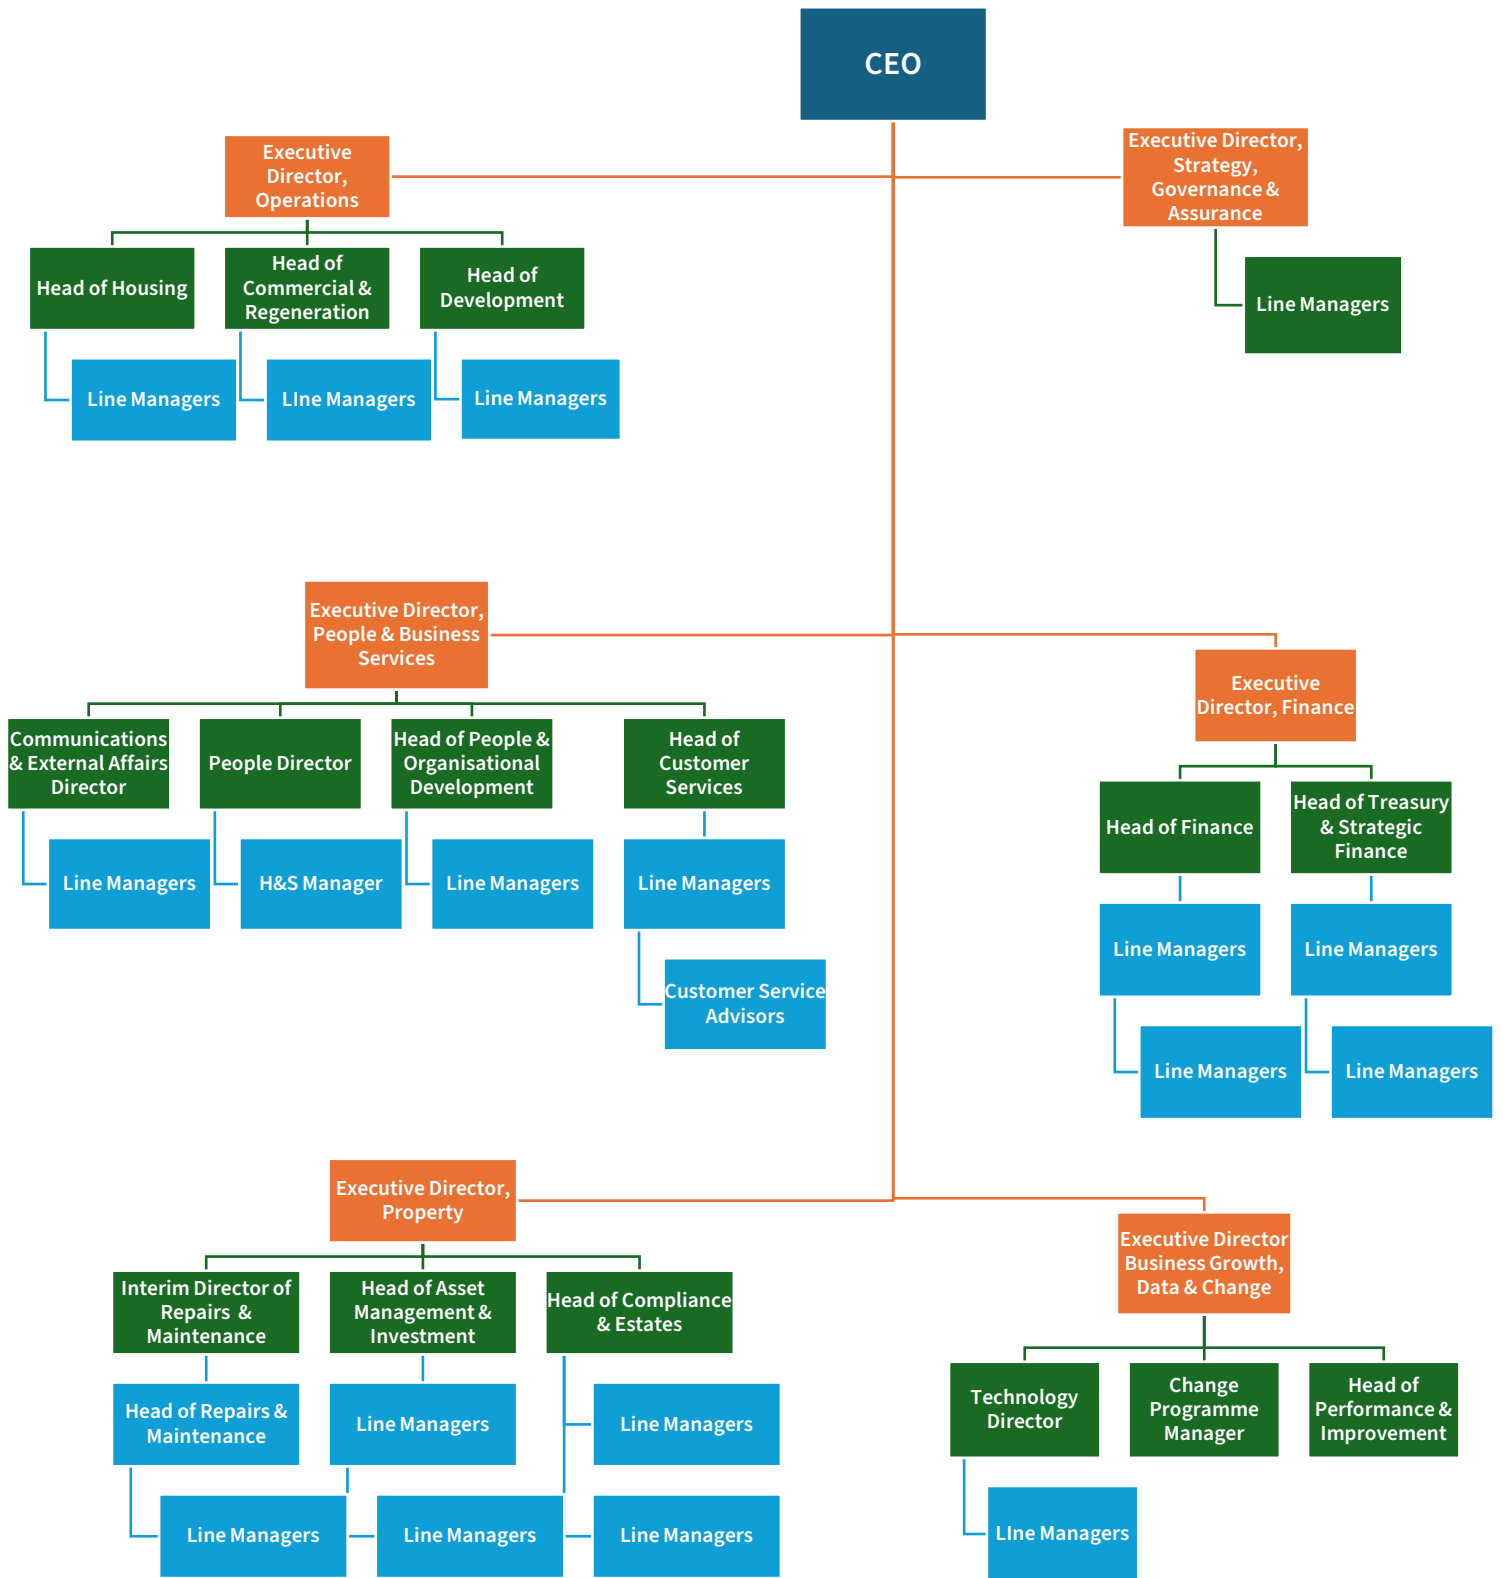 CEO
Executive
Director,
Operations
Executive Director,
Strategy,
Governance &
Assurance
Head of Housing
Head of
Commercial &
Regeneration
Head of
Development
Line Managers
Line Managers
LIne Managers
Line Managers
Executive Director,
People & Business
Services
Executive
Director, Finance
Communications
& External Affairs
Director
People Director
Head of People &
Organisational
Development
Head of
Customer
Services
Head of Finance
Head of Treasury
& Strategic
Finance
Line Managers
H&S Manager
Line Managers
Line Managers
Line Managers
Line Managers
Customer Service
Advisors
Line Managers
Line Managers
Executive Director,
Property
Executive Director
Business Growth,
Data & Change
Interim Director of
Repairs &
Maintenance
Head of Asset
Management &
Investment
Head of Compliance
& Estates
Technology
Director
Change
Programme
Manager
Head of
Performance &
Improvement
Head of Repairs &
Maintenance
Line Managers
Line Managers
Line Managers
Line Managers
Line Managers
LIne Managers